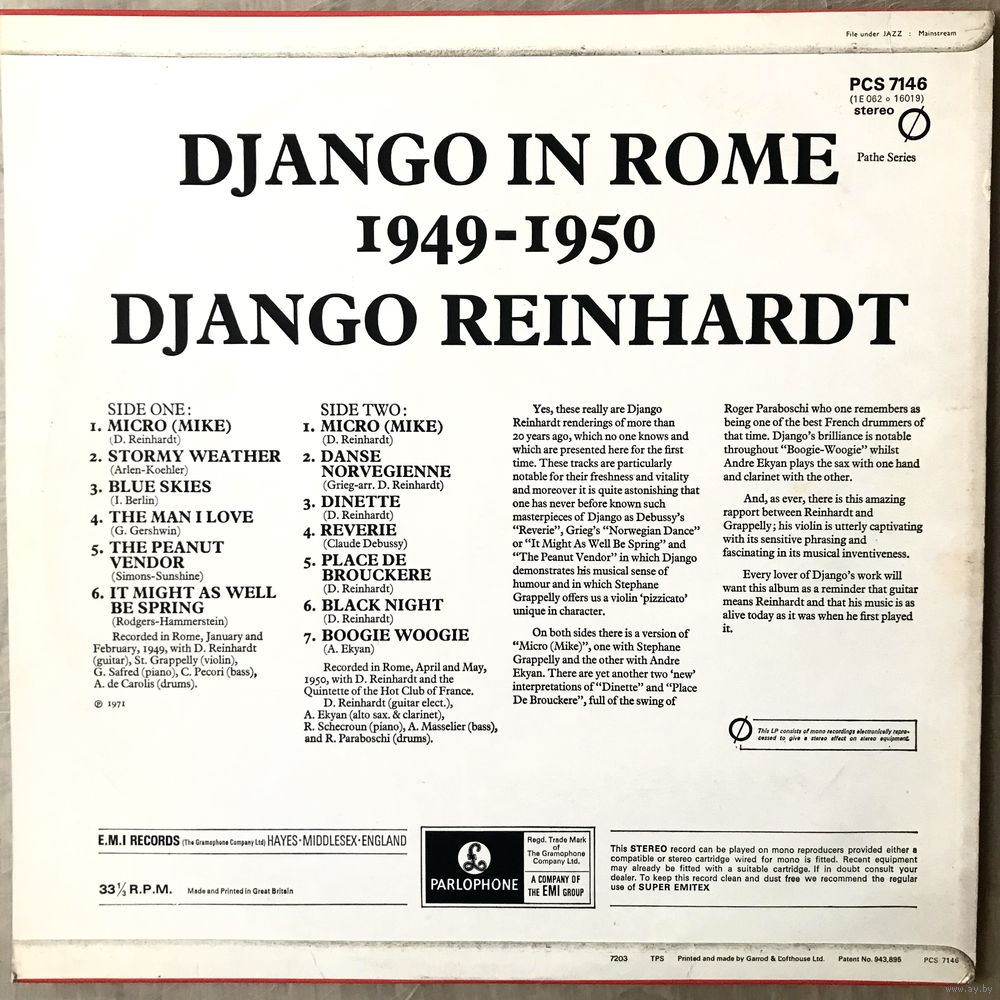 File under JAZZ : Mainstream
PCS 7146
(1E 062 o 16019)
stereo
Pathe Series
DJANGO IN ROME
1949-1950
DJANGO REINHARDT
SIDE ONE:
1. MICRO (MIKE)
(D. Reinhardt)
2. STORMY WEATHER
(Arlen-Koehler)
3. BLUE SKIES
(I. Berlin)
4. THE MAN I LOVE
(G. Gershwin)
5. THE PEANUT
VENDOR
(Simons-Sunshine)
6. IT MIGHT AS WELL
BE SPRING
(Rodgers-Hammerstein)
Recorded in Rome, January and
February, 1949, with D. Reinhardt
(guitar), St. Grappelly (violin),
G. Safred (piano), C. Pecori (bass),
A. de Carolis (drums).
℗ 1971
SIDE TWO:
1. MICRO (MIKE)
(D. Reinhardt)
2. DANSE
NORVEGIENNE
(Grieg-arr. D. Reinhardt)
3. DINETTE
(D. Reinhardt)
4. REVERIE
(Claude Debussy)
5. PLACE DE
BROUCKERE
(D. Reinhardt)
6. BLACK NIGHT
(D. Reinhardt)
7. BOOGIE WOOGIE
(A. Ekyan)
Recorded in Rome, April and May,
1950, with D. Reinhardt and the
Quintette of the Hot Club of France.
D. Reinhardt (guitar elect.),
A. Ekyan (alto sax. & clarinet),
R. Schecroun (piano), A. Masselier (bass),
and R. Paraboschi (drums).
Yes, these really are Django
Reinhardt renderings of more than
20 years ago, which no one knows and
which are presented here for the first
time. These tracks are particularly
notable for their freshness and vitality
and moreover it is quite astonishing that
one has never before known such
masterpieces of Django as Debussy's
"Reverie", Grieg's "Norwegian Dance"
or "It Might As Well Be Spring" and
"The Peanut Vendor" in which Django
demonstrates his musical sense of
humour and in which Stephane
Grappelly offers us a violin 'pizzicato'
unique in character.
On both sides there is a version of
"Micro (Mike)", one with Stephane
Grappelly and the other with Andre
Ekyan. There are yet another two 'new'
interpretations of "Dinette" and "Place
De Brouckere", full of the swing of
Roger Paraboschi who one remembers as
being one of the best French drummers of
that time. Django's brilliance is notable
throughout "Boogie-Woogie" whilst
Andre Ekyan plays the sax with one hand
and clarinet with the other.
And, as ever, there is this amazing
rapport between Reinhardt and
Grappelly; his violin is utterly captivating
with its sensitive phrasing and
fascinating in its musical inventiveness.
Every lover of Django's work will
want this album as a reminder that guitar
means Reinhardt and that his music is as
alive today as it was when he first played
it.
This LP consists of mono recordings electronically repro-
cessed to give a stereo effect on stereo equipment.
E.M.I RECORDS (The Gramophone Company Ltd) HAYES·MIDDLESEX·ENGLAND
33⅓ R.P.M. Made and Printed in Great Britain
£
PARLOPHONE
Regd. Trade Mark
of
The Gramophone
Company Ltd.
A COMPANY OF
THE EMI GROUP
This STEREO record can be played on mono reproducers provided either a
compatible or stereo cartridge wired for mono is fitted. Recent equipment
may already be fitted with a suitable cartridge. If in doubt consult your
dealer. To keep this record clean and dust free we recommend the regular
use of SUPER EMITEX
7203 TPS Printed and made by Garrod & Lofthouse Ltd. Patent No. 943,895 PCS 7146
www.ay.by